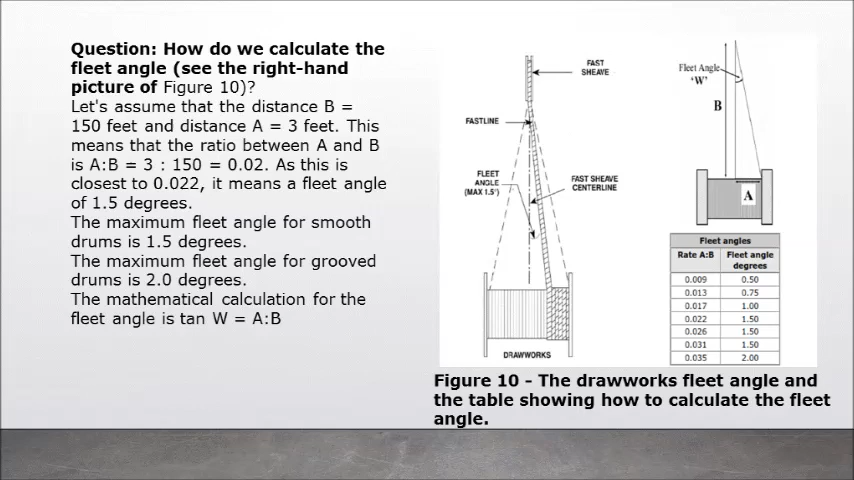 Question: How do we calculate the
fleet angle (see the right-hand
picture of Figure 10)?
Let's assume that the distance B =
150 feet and distance A = 3 feet. This
means that the ratio between A and B
is A:B = 3 : 150 = 0.02. As this is
closest to 0.022, it means a fleet angle
of 1.5 degrees.
The maximum fleet angle for smooth
drums is 1.5 degrees.
The maximum fleet angle for grooved
drums is 2.0 degrees.
The mathematical calculation for the
fleet angle is tan W = A:B
FAST
SHEAVE
FASTLINE
FLEET
ANGLE
(MAX 1.5°)
FAST SHEAVE
CENTERLINE
DRAWWORKS
Fleet Angle
'W'
B
A
Fleet angles
Rate A:B Fleet angle
degrees
0.009 0.50
0.013 0.75
0.017 1.00
0.022 1.50
0.026 1.50
0.031 1.50
0.035 2.00
Figure 10 - The drawworks fleet angle and
the table showing how to calculate the fleet
angle.